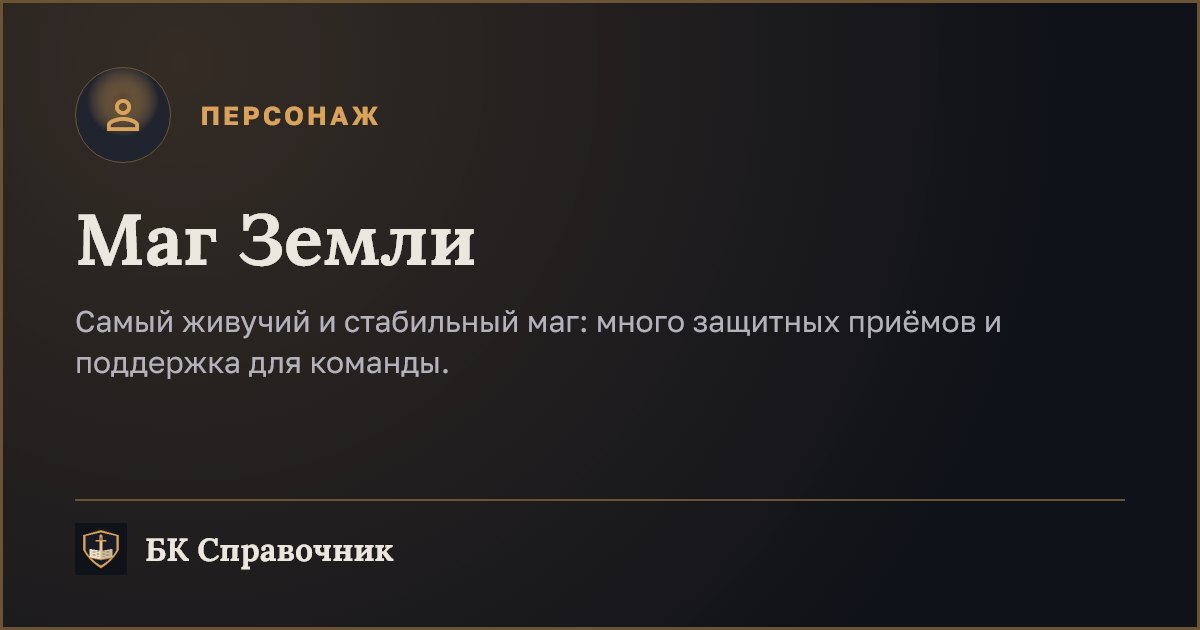 ПЕРСОНАЖ
Маг Земли
Самый живучий и стабильный маг: много защитных приёмов и
поддержка для команды.
БК Справочник